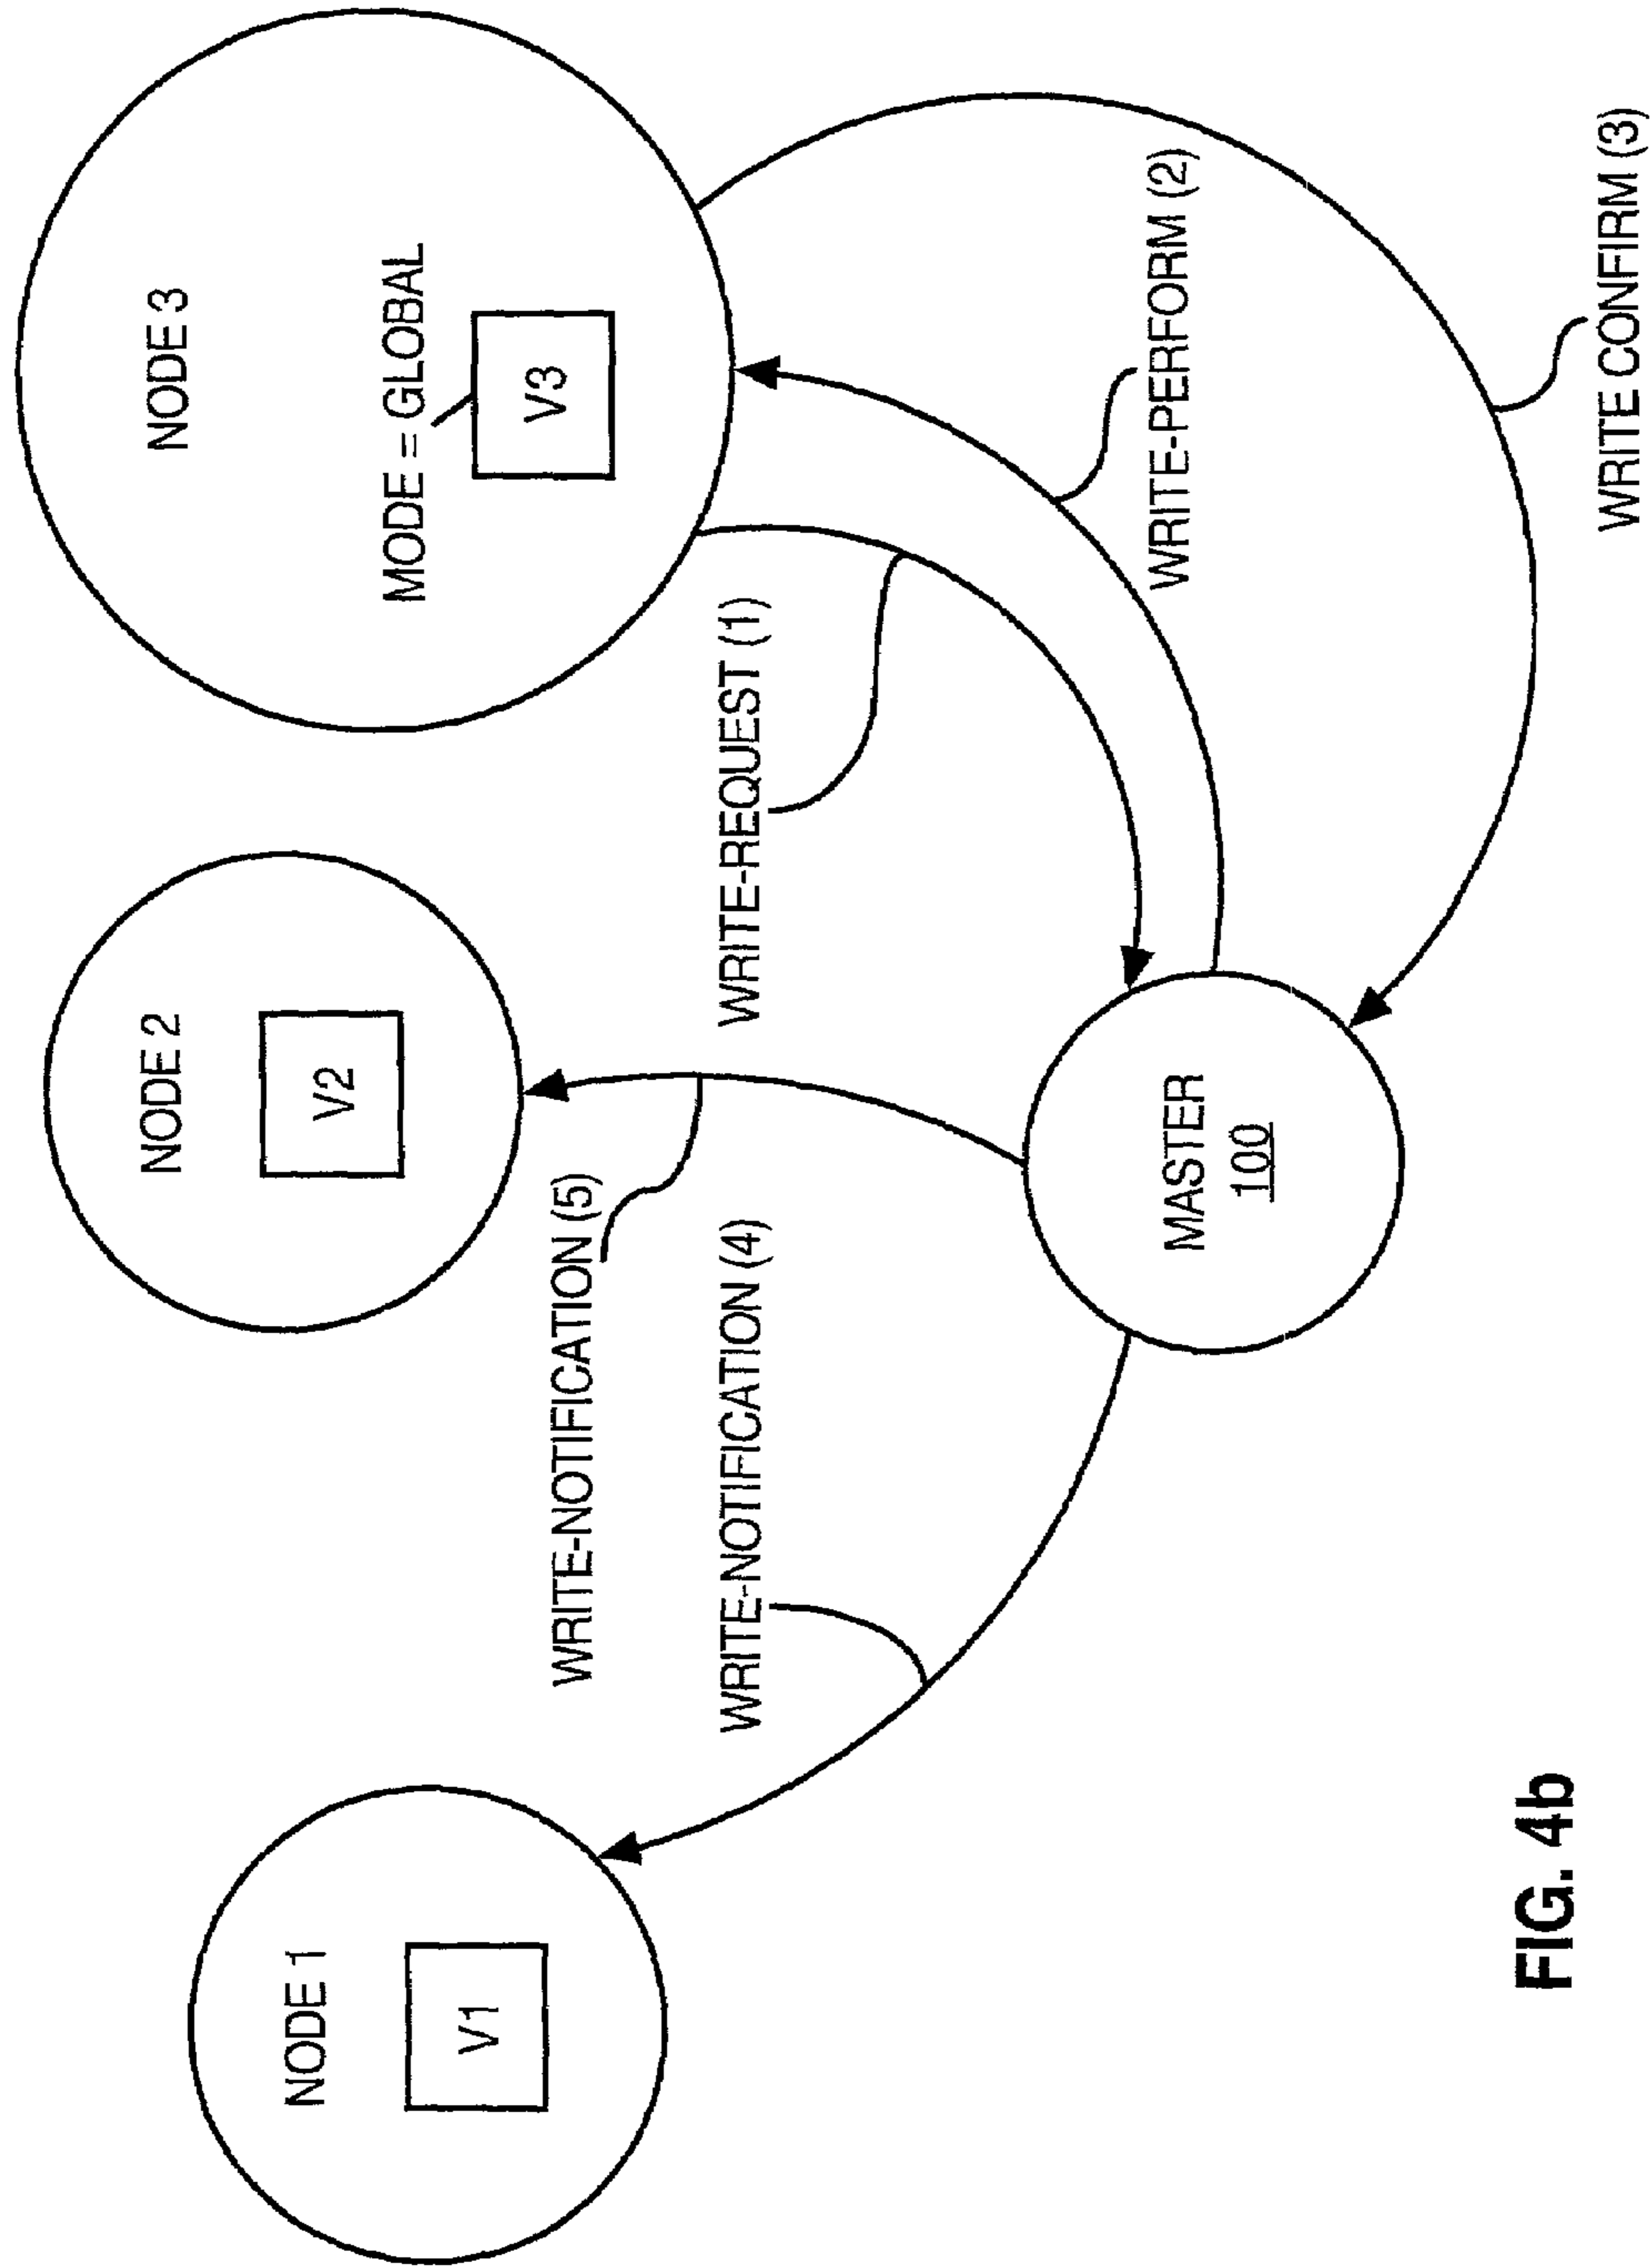 NODE 1
V1
NODE 2
V2
NODE 3
MODE = GLOBAL
V3
WRITE-NOTIFICATION (5)
WRITE-NOTIFICATION (4)
WRITE-REQUEST (1)
MASTER
100
WRITE-PERFORM (2)
WRITE CONFIRM (3)
FIG. 4b